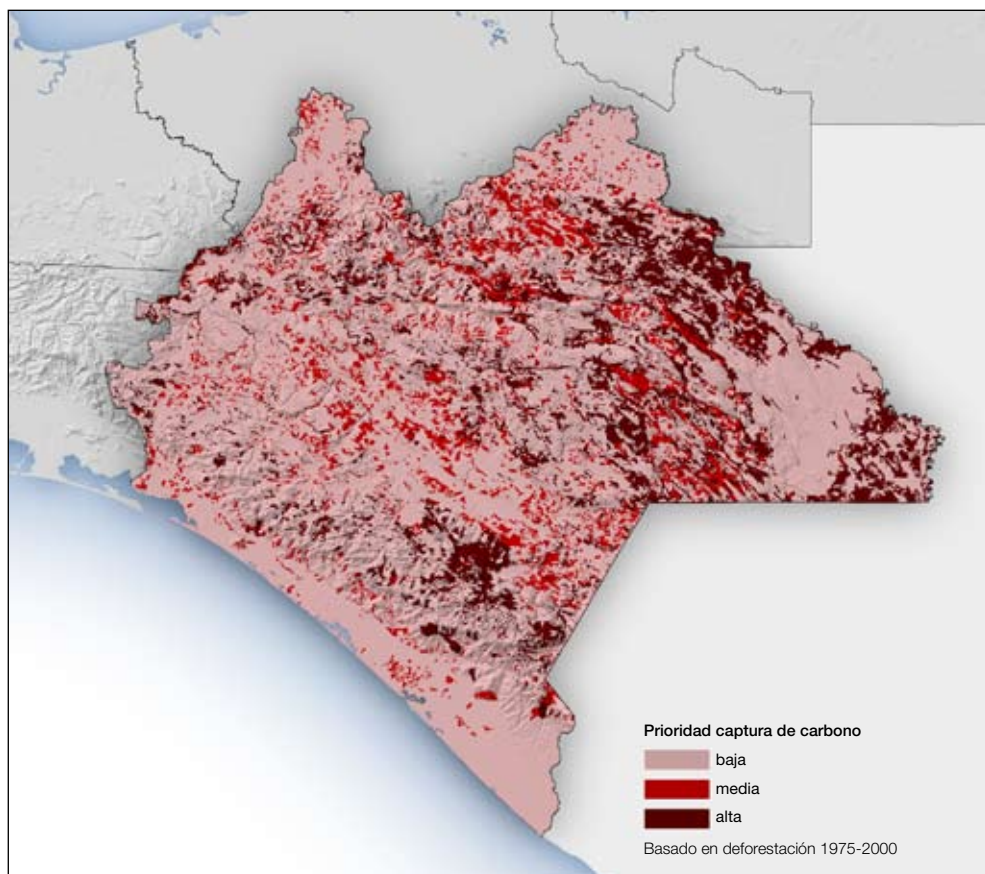 Prioridad captura de carbono
baja
media
alta
Basado en deforestación 1975-2000